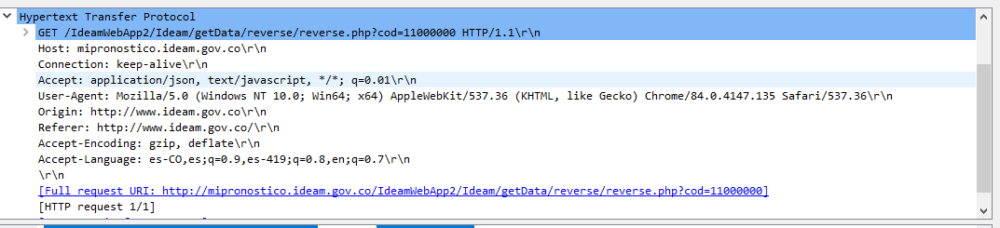 Hypertext Transfer Protocol
GET /IdeamWebApp2/Ideam/getData/reverse/reverse.php?cod=11000000 HTTP/1.1\r\n
Host: mipronostico.ideam.gov.co\r\n
Connection: keep-alive\r\n
Accept: application/json, text/javascript, */*; q=0.01\r\n
User-Agent: Mozilla/5.0 (Windows NT 10.0; Win64; x64) AppleWebKit/537.36 (KHTML, like Gecko) Chrome/84.0.4147.135 Safari/537.36\r\n
Origin: http://www.ideam.gov.co\r\n
Referer: http://www.ideam.gov.co/\r\n
Accept-Encoding: gzip, deflate\r\n
Accept-Language: es-CO,es;q=0.9,es-419;q=0.8,en;q=0.7\r\n
\r\n
[Full request URI: http://mipronostico.ideam.gov.co/IdeamWebApp2/Ideam/getData/reverse/reverse.php?cod=11000000]
[HTTP request 1/1]